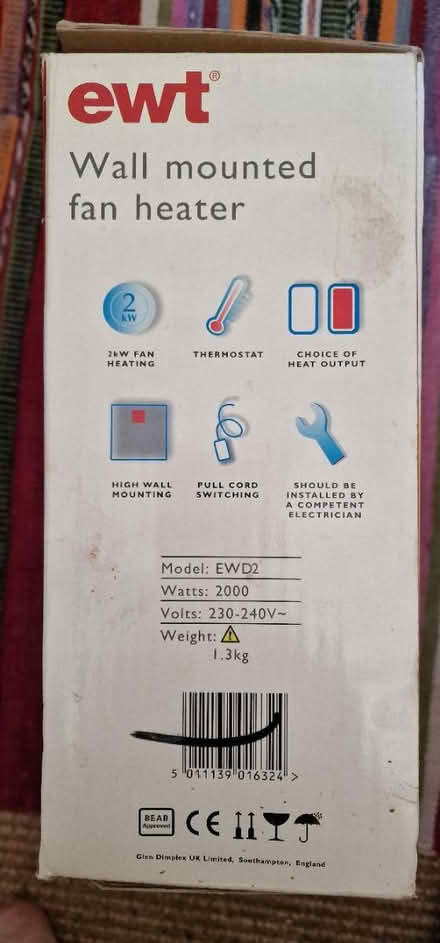 ewt®
Wall mounted
fan heater
2
kW
2kW FAN
HEATING
THERMOSTAT
CHOICE OF
HEAT OUTPUT
HIGH WALL
MOUNTING
PULL CORD
SWITCHING
SHOULD BE
INSTALLED BY
A COMPETENT
ELECTRICIAN
Model: EWD2
Watts: 2000
Volts: 230-240V~
Weight: ⚠
1.3kg
5 011139 016324 >
BEAB
Approved
CE
Glen Dimplex UK Limited, Southampton, England